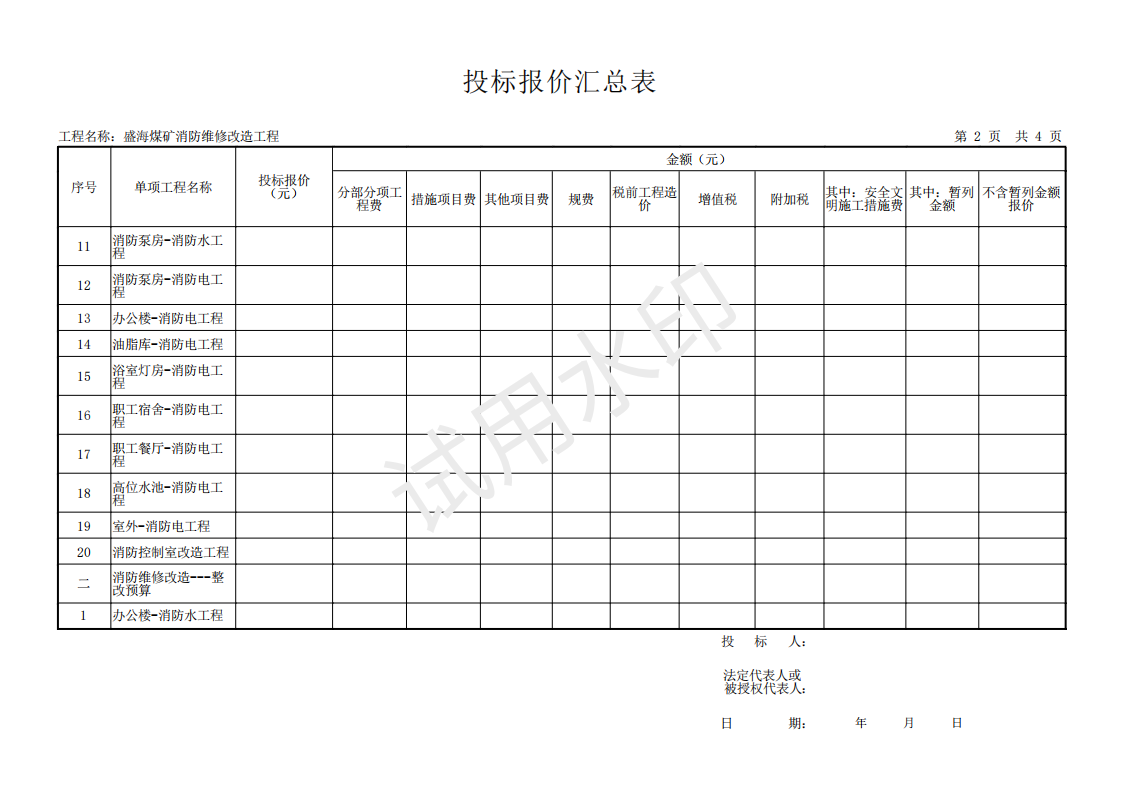 投标报价汇总表
工程名称：盛海煤矿消防维修改造工程 第 2 页 共 4 页
序号 单项工程名称 投标报价
（元） 金额（元）
分部分项工
程费 措施项目费 其他项目费 规费 税前工程造
价 增值税 附加税 其中：安全文
明施工措施费 其中：暂列
金额 不含暂列金额
报价
11 消防泵房-消防水工
程
12 消防泵房-消防电工
程
13 办公楼-消防电工程
14 油脂库-消防电工程
15 浴室灯房-消防电工
程
16 职工宿舍-消防电工
程
17 职工餐厅-消防电工
程
18 高位水池-消防电工
程
19 室外-消防电工程
20 消防控制室改造工程
二 消防维修改造---整
改预算
1 办公楼-消防水工程
试用水印
投 标 人：
法定代表人或
被授权代表人：
日 期： 年 月 日